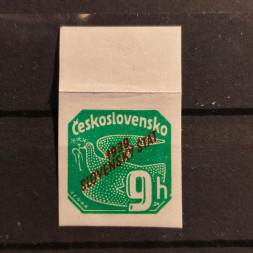 Československo
1939
SLOVENSKÝ ŠTÁT
9h